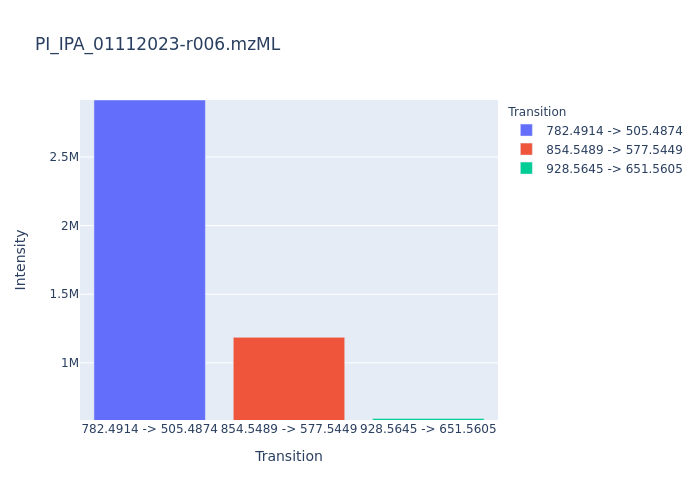 PI_IPA_01112023-r006.mzML
Transition
782.4914 -> 505.4874
854.5489 -> 577.5449
928.5645 -> 651.5605
2.5M
2M
1.5M
1M
Intensity
782.4914 -> 505.4874 854.5489 -> 577.5449 928.5645 -> 651.5605
Transition